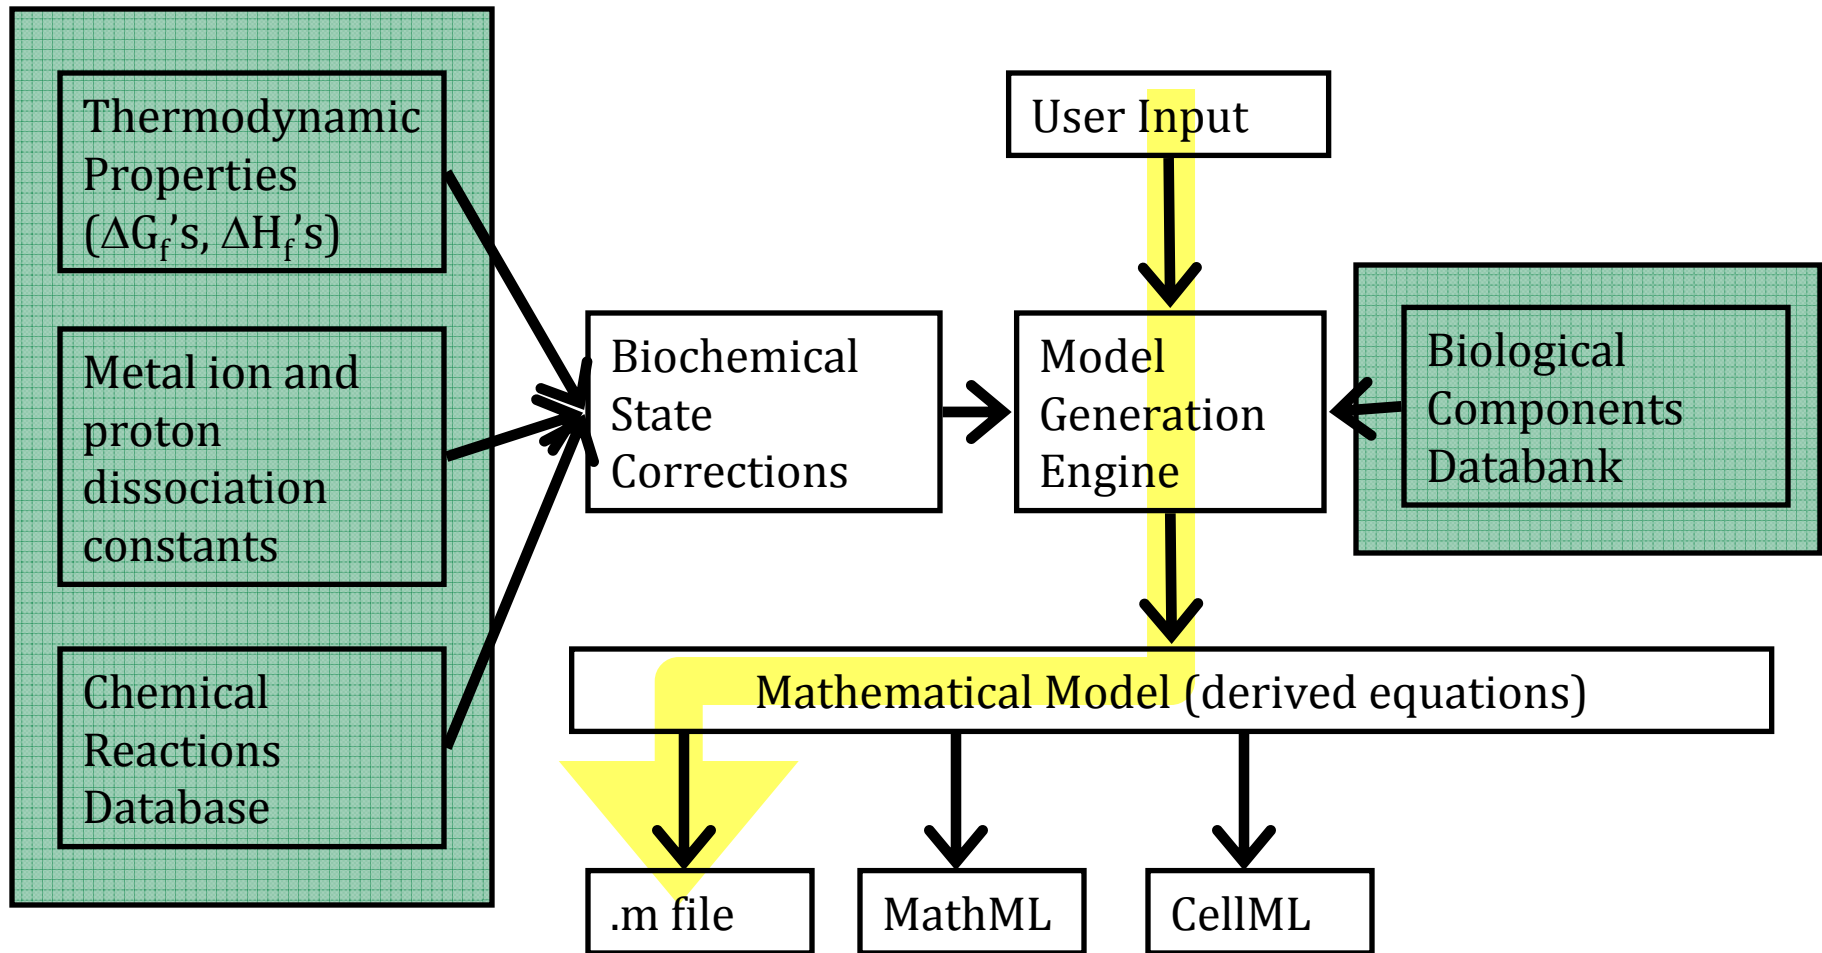 Thermodynamic
Properties
(ΔGf’s, ΔHf’s)
Metal ion and
proton
dissociation
constants
Chemical
Reactions
Database
Biochemical
State
Corrections
User Input
Model
Generation
Engine
Biological
Components
Databank
Mathematical Model (derived equations)
.m file
MathML
CellML